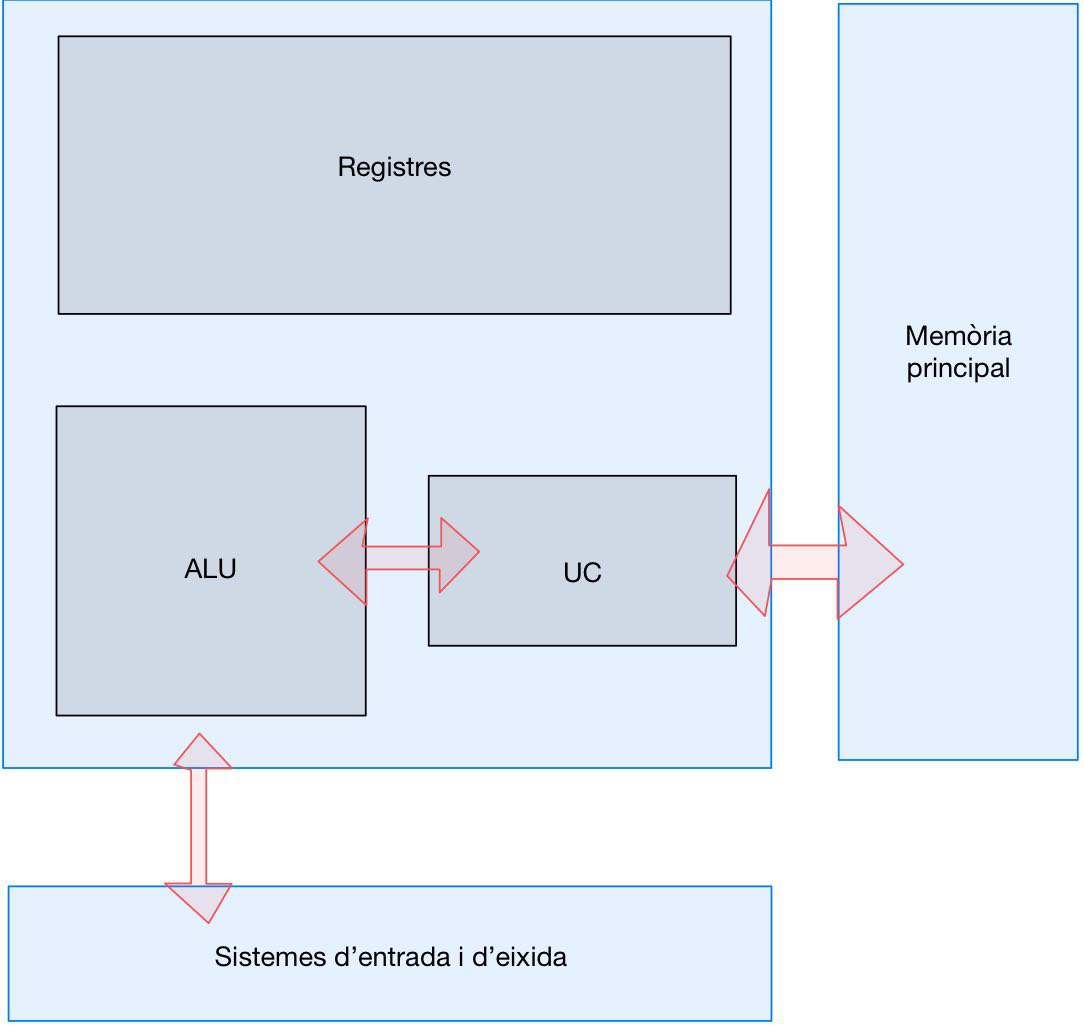 Registres
Memòria
principal
ALU
UC
Sistemes d’entrada i d’eixida